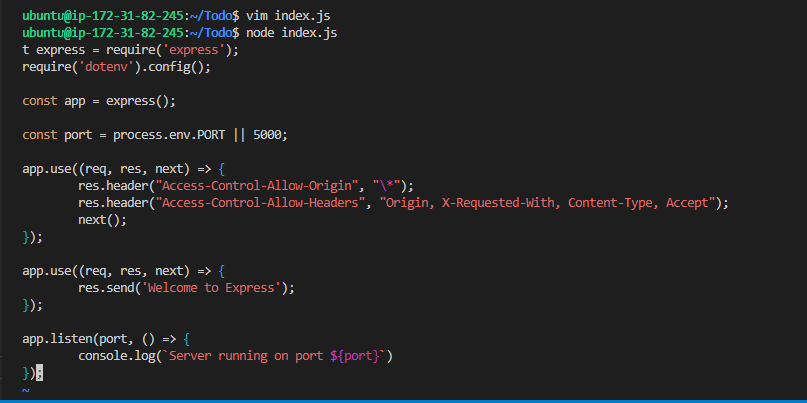 ubuntu@ip-172-31-82-245:~/Todo$ vim index.js
ubuntu@ip-172-31-82-245:~/Todo$ node index.js
t express = require('express');
require('dotenv').config();
const app = express();
const port = process.env.PORT || 5000;
app.use((req, res, next) => {
res.header("Access-Control-Allow-Origin", "\*");
res.header("Access-Control-Allow-Headers", "Origin, X-Requested-With, Content-Type, Accept");
next();
});
app.use((req, res, next) => {
res.send('Welcome to Express');
});
app.listen(port, () => {
console.log(`Server running on port ${port}`)
});
~